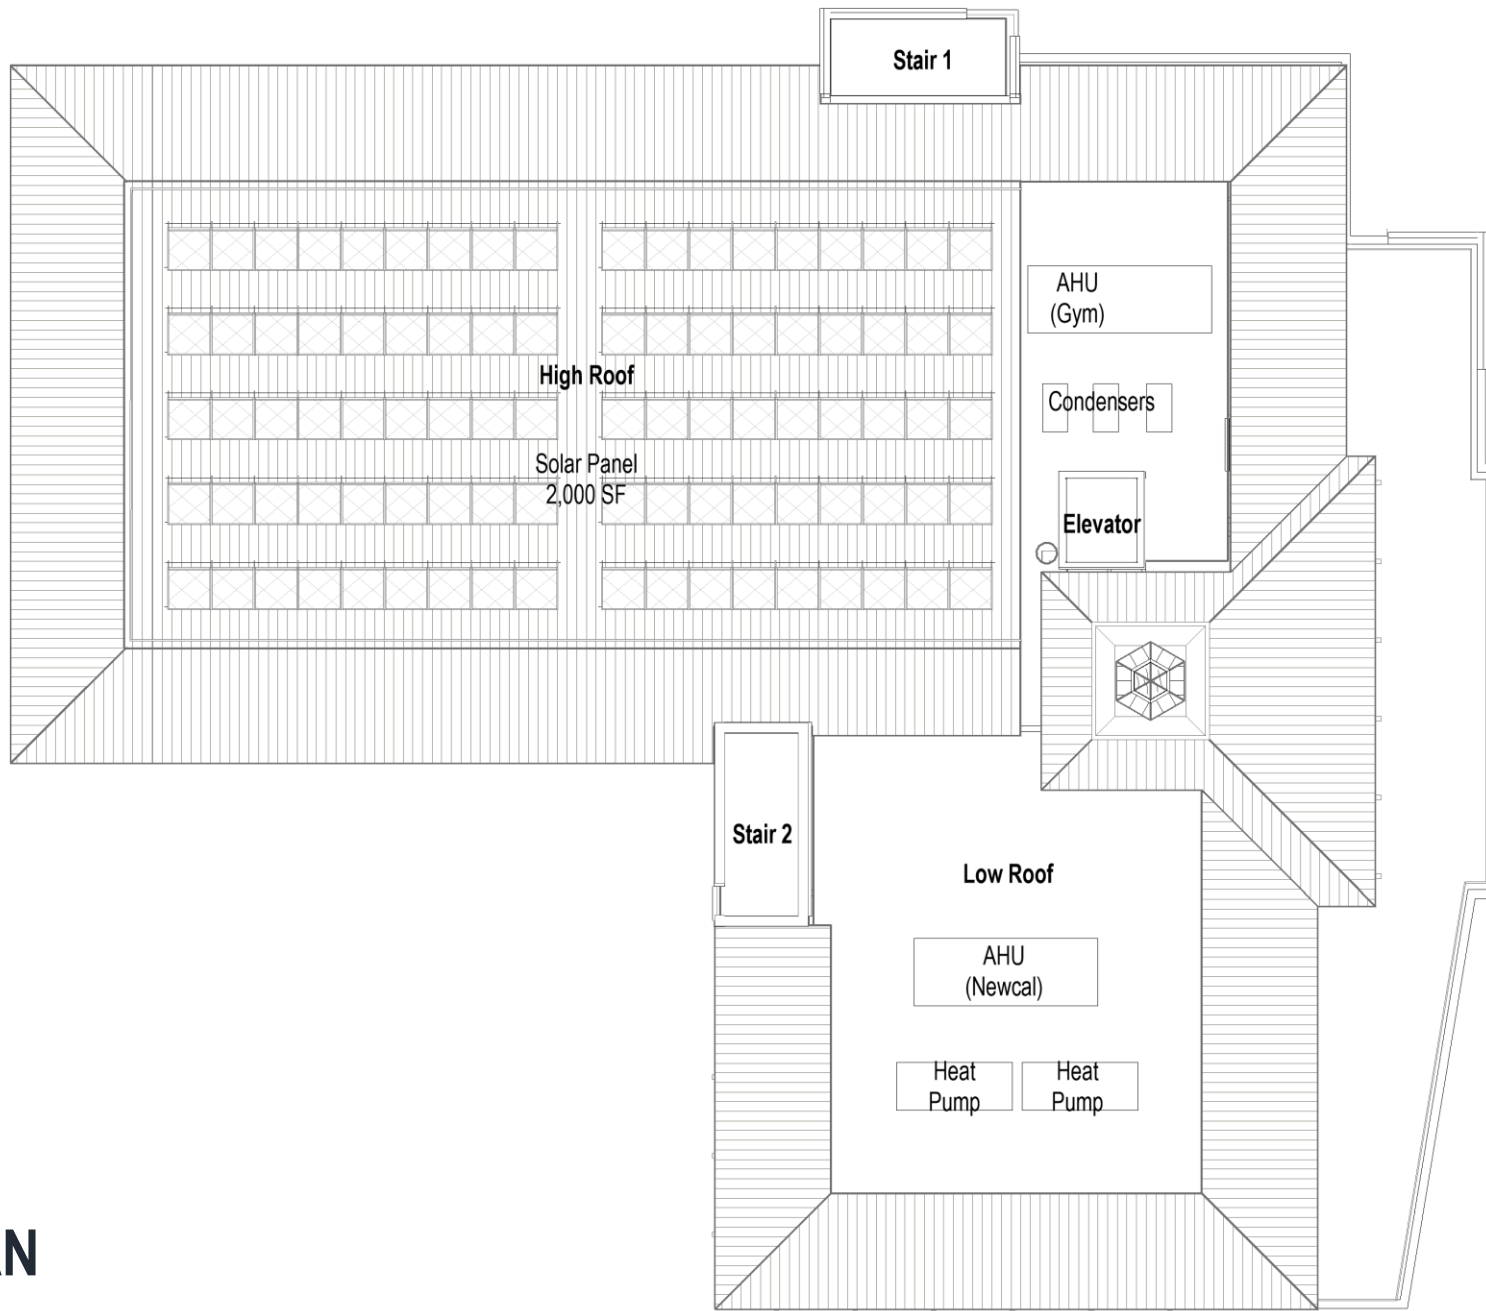 Stair 1
AHU
(Gym)
High Roof
Condensers
Solar Panel
2,000 SF
Elevator
Stair 2
Low Roof
AHU
(Newcal)
Heat
Pump
Heat
Pump
AN